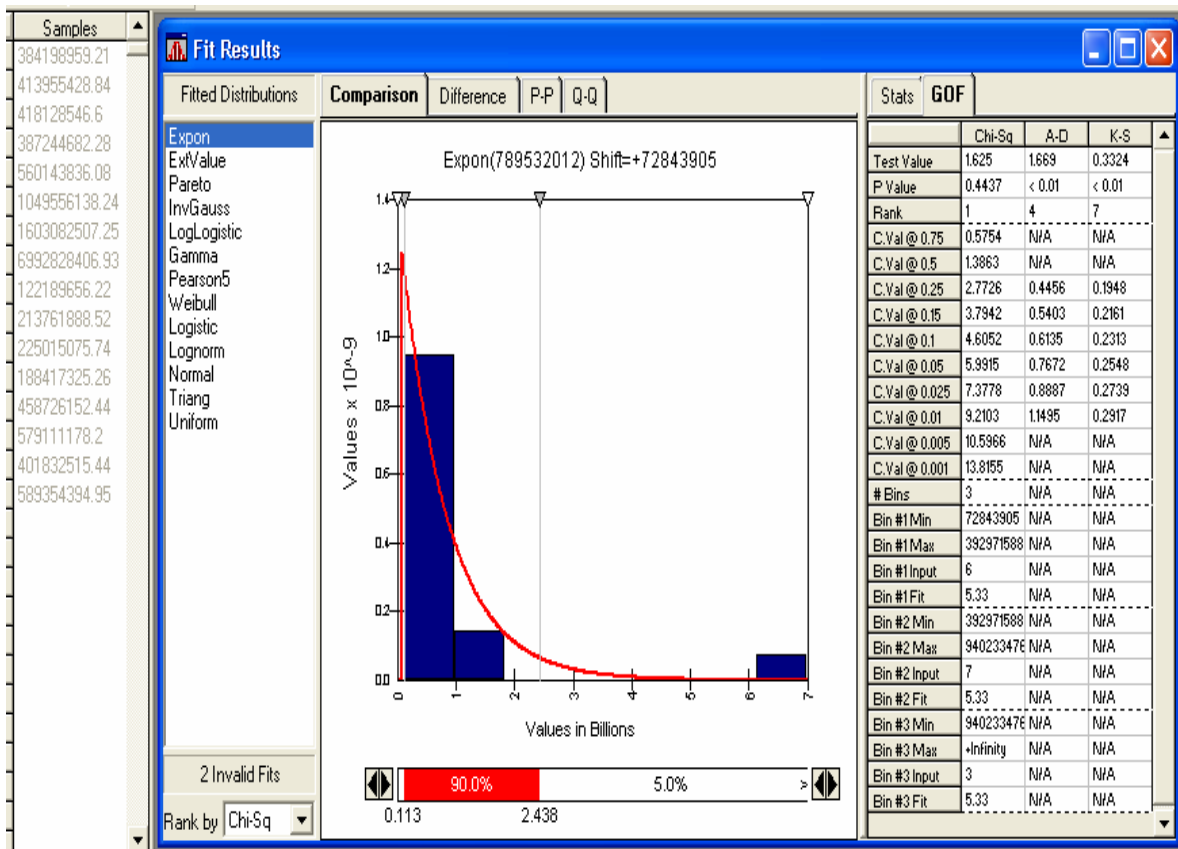 Samples
384198959.21
413955428.84
418128546.6
387244682.28
560143836.08
1049556138.24
1603082507.25
6992828406.93
122189656.22
213761888.52
225015075.74
188417325.26
458726152.44
579111178.2
401832515.44
589354394.95
Fit Results
Fitted Distributions
Expon
ExtValue
Pareto
InvGauss
LogLogistic
Gamma
Pearson5
Weibull
Logistic
Lognorm
Normal
Triang
Uniform
2 Invalid Fits
Rank by Chi-Sq
Comparison Difference P-P Q-Q
Expon(789532012) Shift=+72843905
Values x 10^-9
1.4
1.2
1.0
0.8
0.6
0.4
0.2
0.0
0 1 2 3 4 5 6 7
Values in Billions
90.0% 5.0% >
0.113 2.438
Stats GOF
Chi-Sq A-D K-S
Test Value 1.625 1.669 0.3324
P Value 0.4437 < 0.01 < 0.01
Rank 1 4 7
C.Val @ 0.75 0.5754 N/A N/A
C.Val @ 0.5 1.3863 N/A N/A
C.Val @ 0.25 2.7726 0.4456 0.1948
C.Val @ 0.15 3.7942 0.5403 0.2161
C.Val @ 0.1 4.6052 0.6135 0.2313
C.Val @ 0.05 5.9915 0.7672 0.2548
C.Val @ 0.025 7.3778 0.8887 0.2739
C.Val @ 0.01 9.2103 1.1495 0.2917
C.Val @ 0.005 10.5966 N/A N/A
C.Val @ 0.001 13.8155 N/A N/A
# Bins 3 N/A N/A
Bin #1 Min 72843905 N/A N/A
Bin #1 Max 392971588 N/A N/A
Bin #1 Input 6 N/A N/A
Bin #1 Fit 5.33 N/A N/A
Bin #2 Min 392971588 N/A N/A
Bin #2 Max 940233476 N/A N/A
Bin #2 Input 7 N/A N/A
Bin #2 Fit 5.33 N/A N/A
Bin #3 Min 940233476 N/A N/A
Bin #3 Max +Infinity N/A N/A
Bin #3 Input 3 N/A N/A
Bin #3 Fit 5.33 N/A N/A